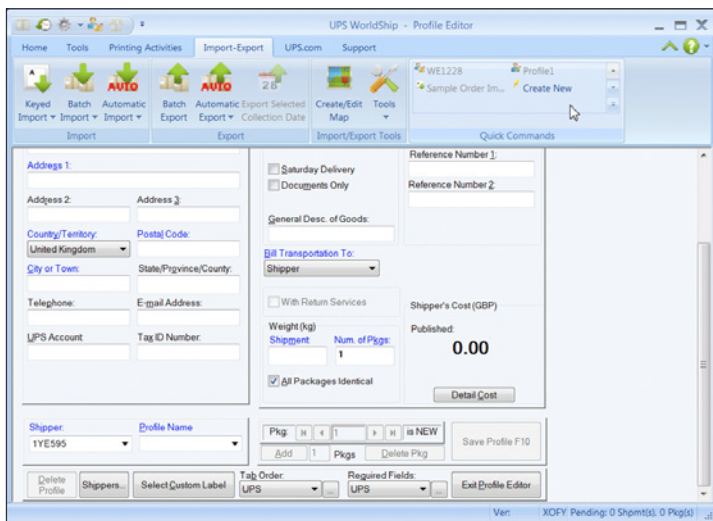 UPS WorldShip - Profile Editor
Home Tools Printing Activities Import-Export UPS.com Support
Keyed Import Batch Import Automatic Import Batch Export Automatic Export Export Selected Collection Date Create/Edit Map Tools
AUTO AUTO 28
WE1228 Profile1
Sample Order Im... Create New
Import Export Import/Export Tools Quick Commands
Address 1:
Address 2: Address 3:
Country/Territory: Postal Code:
United Kingdom
City or Town: State/Province/County:
Telephone: E-mail Address:
UPS Account Tax ID Number:
Saturday Delivery
Documents Only
General Desc. of Goods:
Bill Transportation To:
Shipper
With Return Services
Weight (kg)
Shipment Num. of Pkgs:
1
All Packages Identical
Reference Number 1:
Reference Number 2:
Shipper's Cost (GBP)
Published:
0.00
Detail Cost
Shipper: Profile Name
1YE595
Pkg: 1 is NEW
Add 1 Pkgs Delete Pkg
Save Profile F10
Delete Profile Shippers... Select Custom Label
Tab Order: Required Fields:
UPS ... UPS ... Exit Profile Editor
Ver: XOFY Pending: 0 Shpmt(s), 0 Pkg(s)